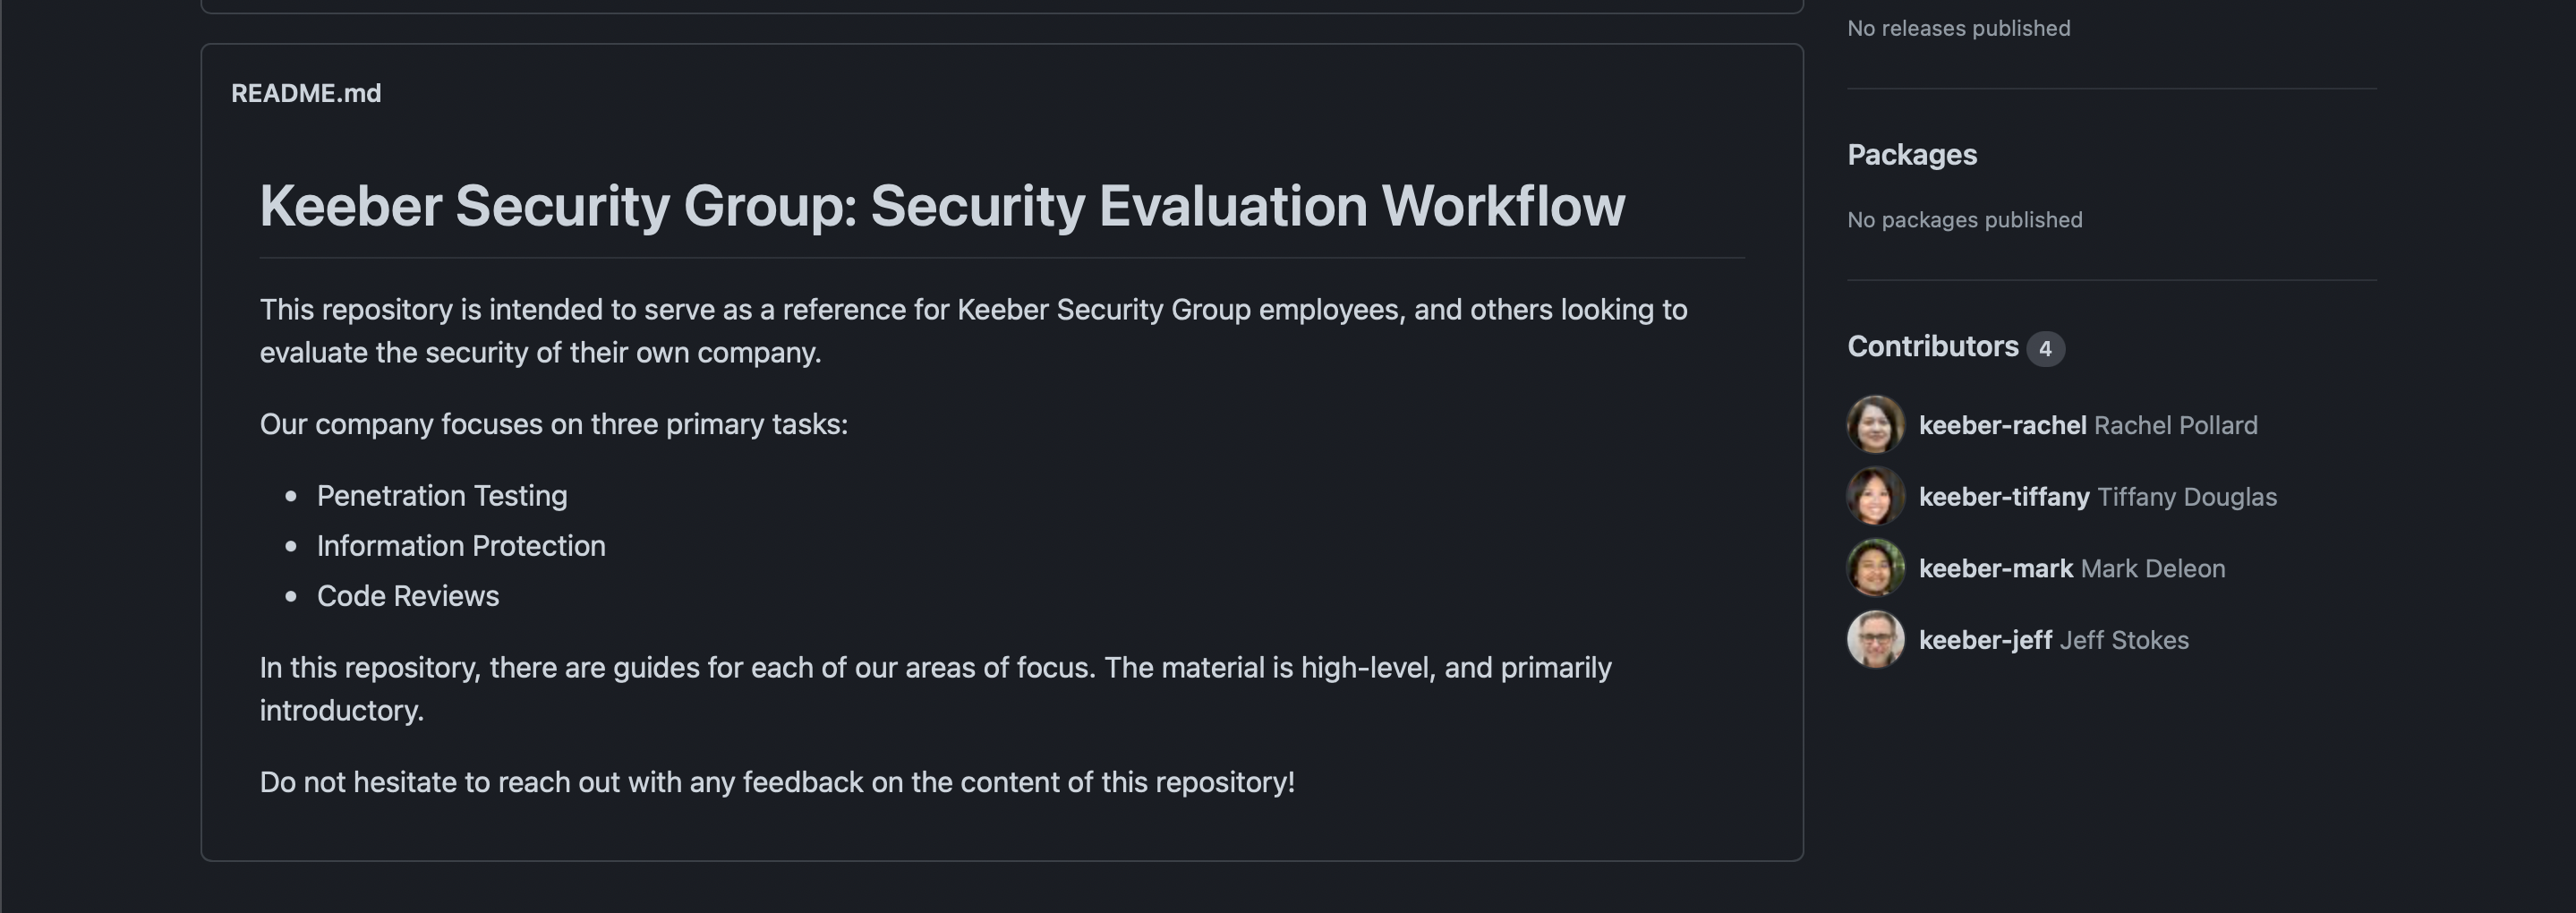 No releases published
README.md
Keeber Security Group: Security Evaluation Workflow
This repository is intended to serve as a reference for Keeber Security Group employees, and others looking to
evaluate the security of their own company.
Our company focuses on three primary tasks:
• Penetration Testing
• Information Protection
• Code Reviews
In this repository, there are guides for each of our areas of focus. The material is high-level, and primarily
introductory.
Do not hesitate to reach out with any feedback on the content of this repository!
Packages
No packages published
Contributors 4
keeber-rachel Rachel Pollard
keeber-tiffany Tiffany Douglas
keeber-mark Mark Deleon
keeber-jeff Jeff Stokes